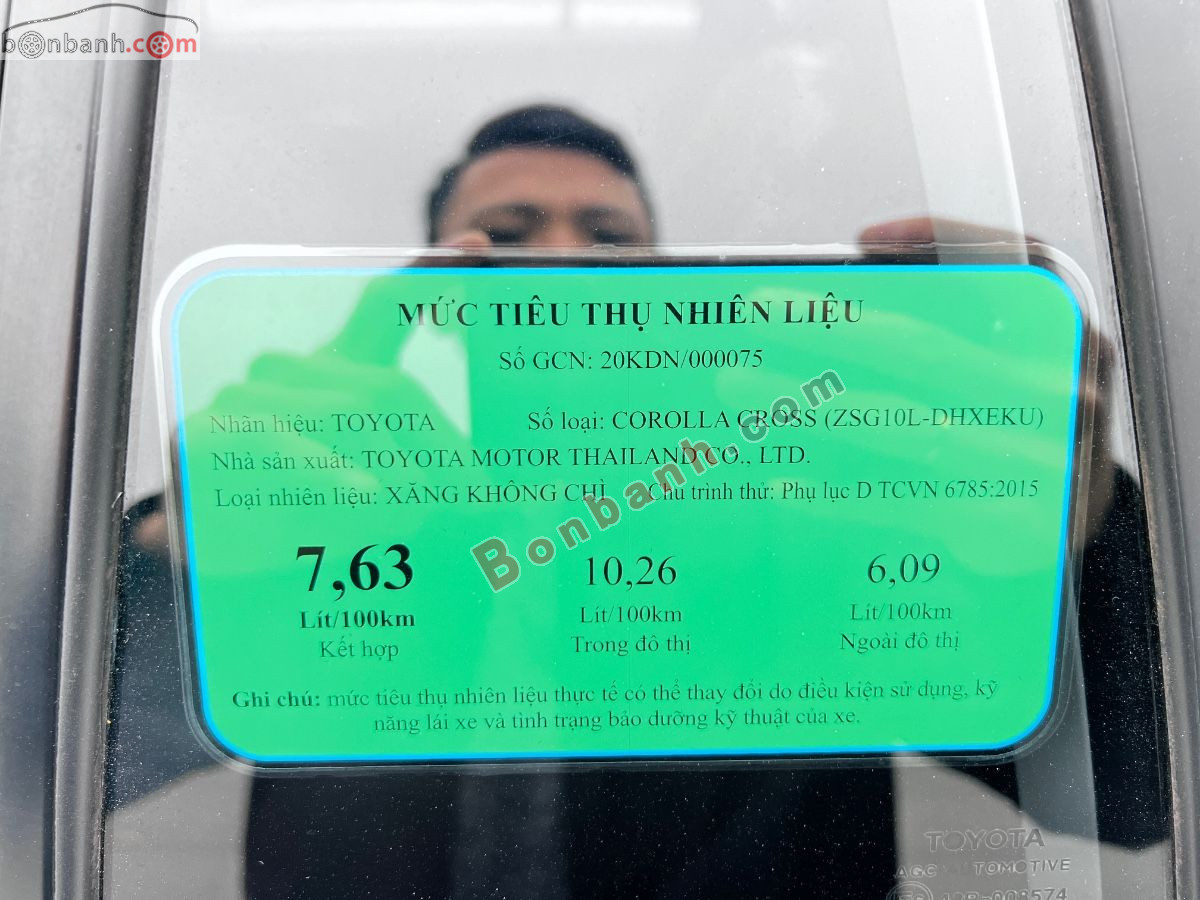 bonbanh.com
MỨC TIÊU THỤ NHIÊN LIỆU
Số GCN: 20KDN/000075
Nhãn hiệu: TOYOTA Số loại: COROLLA CROSS (ZSG10L-DHXEKU)
Nhà sản xuất: TOYOTA MOTOR THAILAND CO., LTD.
Loại nhiên liệu: XĂNG KHÔNG CHÌ Chu trình thử: Phụ lục D TCVN 6785:2015
Bonbanh.com
7,63 10,26 6,09
Lít/100km Lít/100km Lít/100km
Kết hợp Trong đô thị Ngoài đô thị
Ghi chú: mức tiêu thụ nhiên liệu thực tế có thể thay đổi do điều kiện sử dụng, kỹ
năng lái xe và tình trạng bảo dưỡng kỹ thuật của xe.
TOYOTA
AGC AUTOMOTIVE